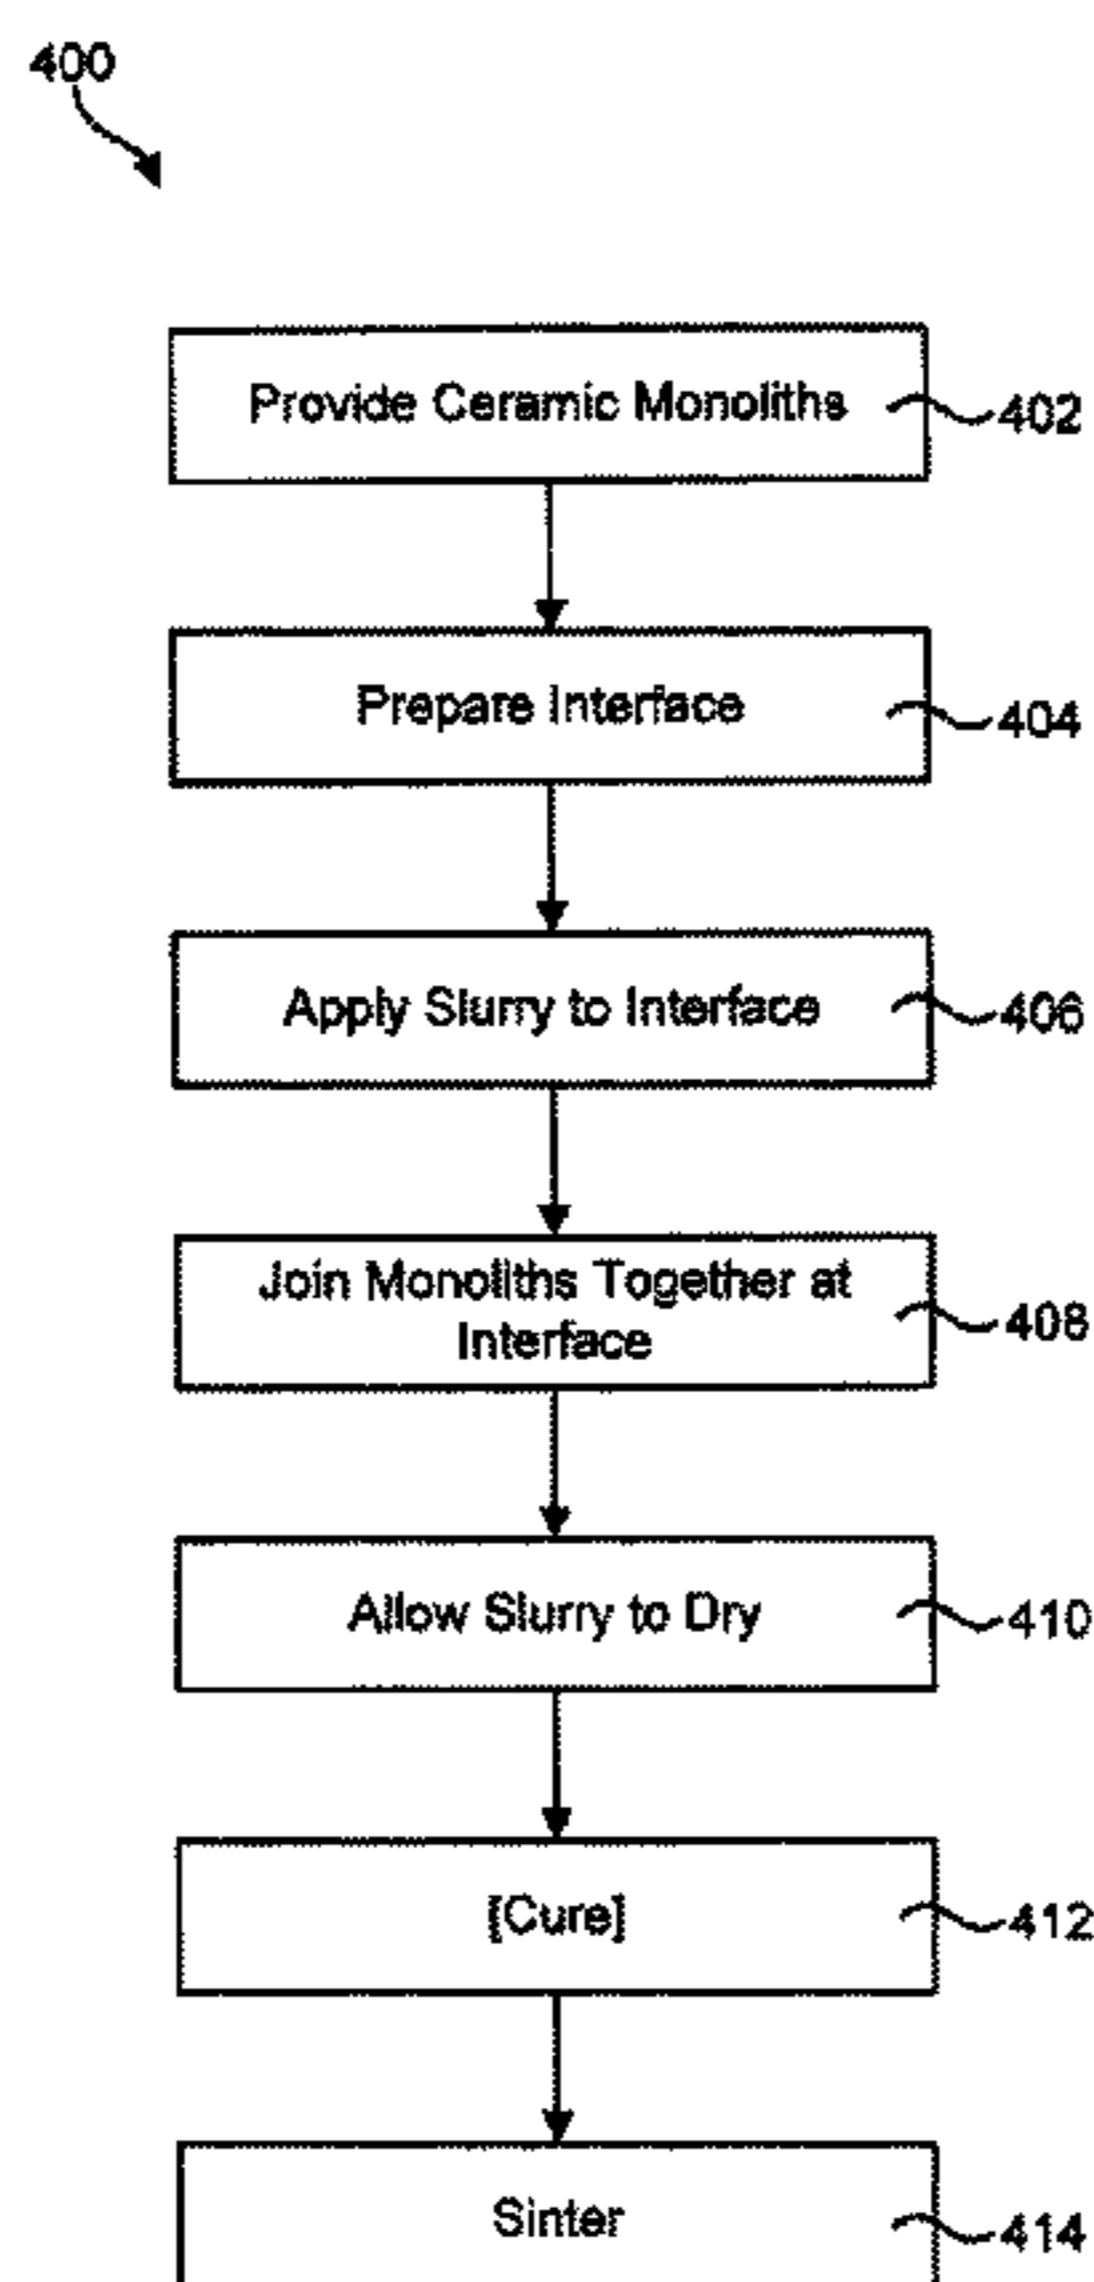 400
Provide Ceramic Monoliths
402
Prepare Interface
404
Apply Slurry to Interface
406
Join Monoliths Together at
Interface
408
Allow Slurry to Dry
410
[Cure]
412
Sinter
414